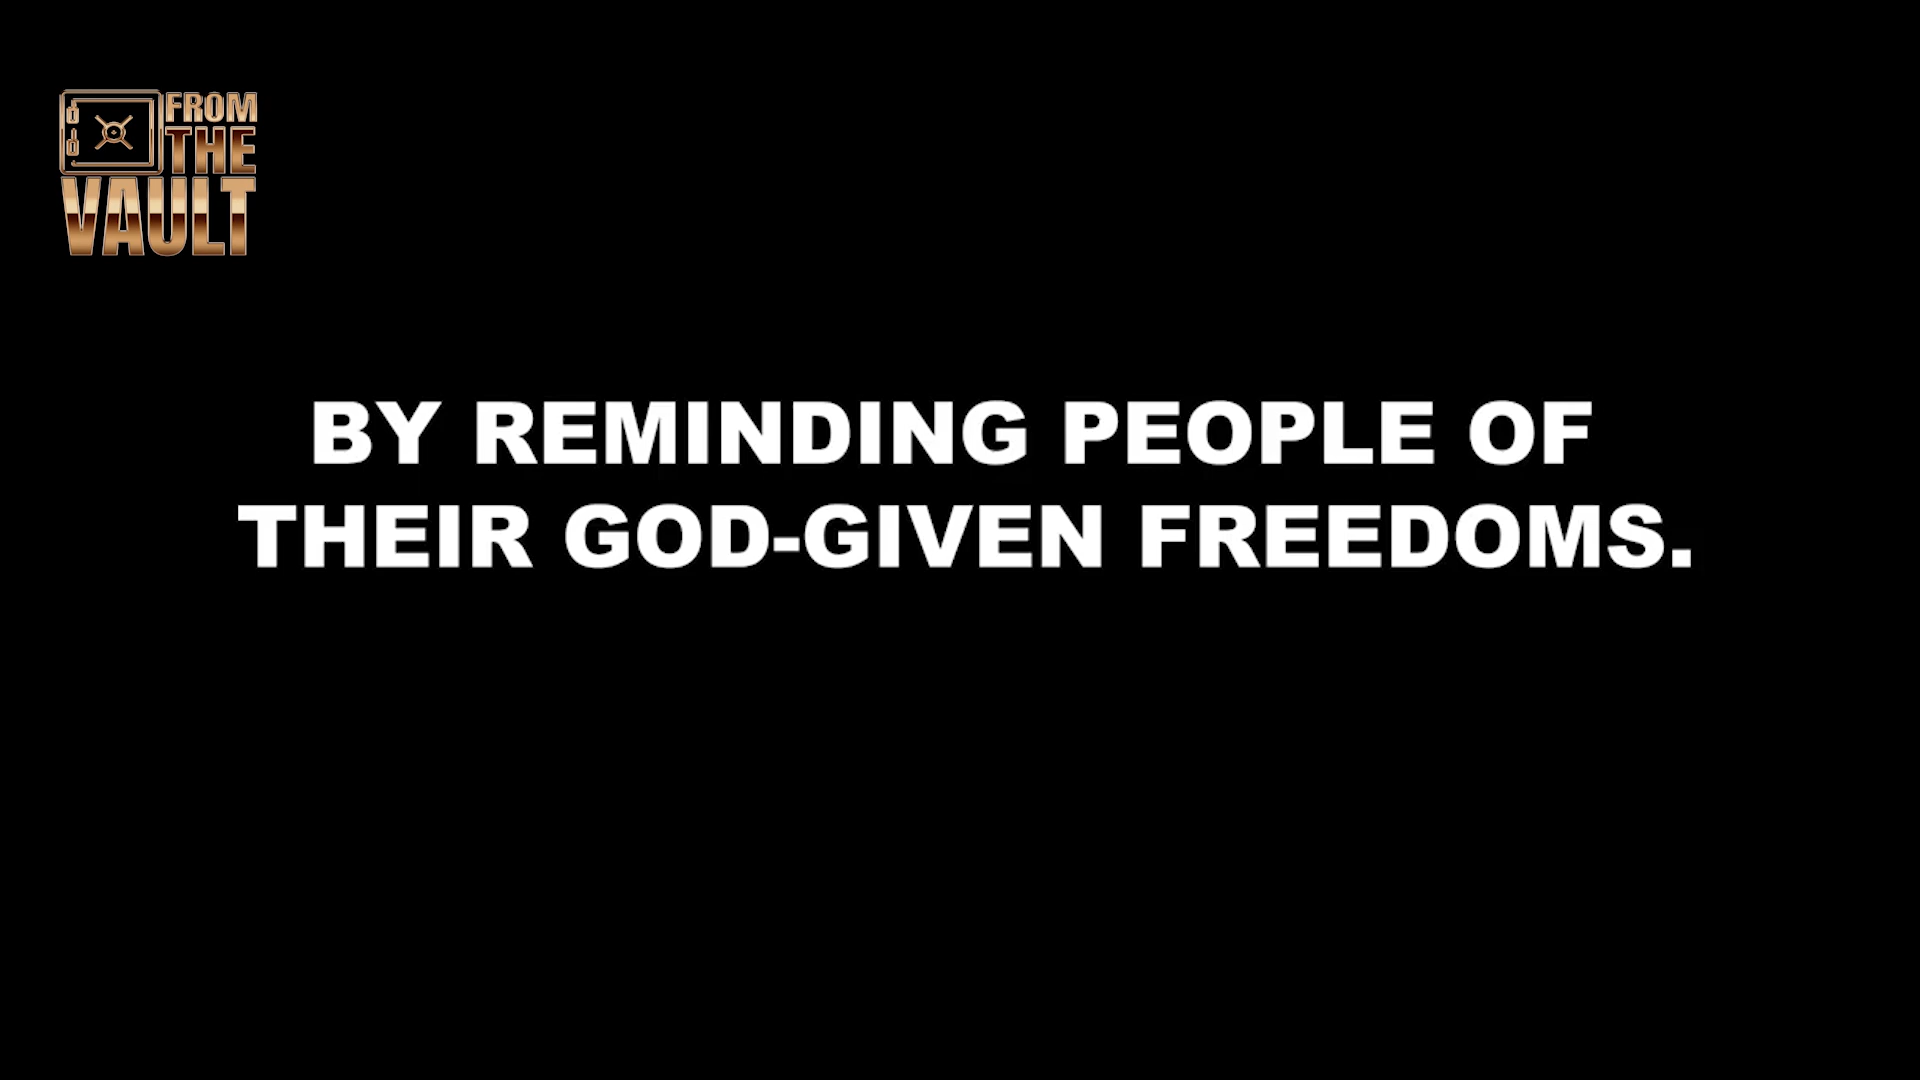 FROM
THE
VAULT
BY REMINDING PEOPLE OF
THEIR GOD-GIVEN FREEDOMS.